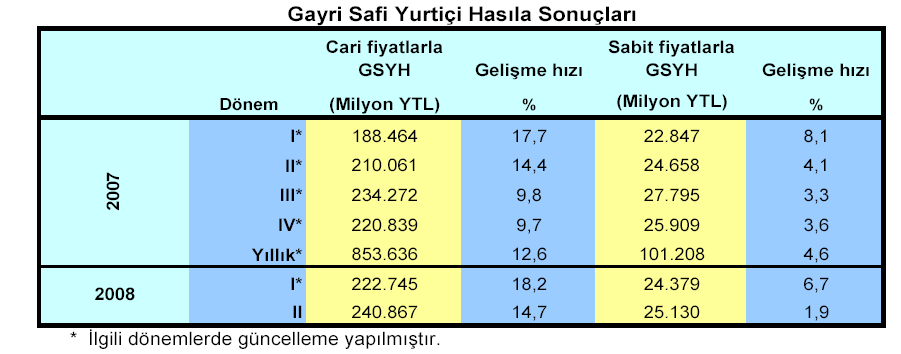 Gayri Safi Yurtiçi Hasıla Sonuçları
Cari fiyatlarla Sabit fiyatlarla
GSYH Gelişme hızı GSYH Gelişme hızı
Dönem (Milyon YTL) % (Milyon YTL) %
2007
I* 188.464 17,7 22.847 8,1
II* 210.061 14,4 24.658 4,1
III* 234.272 9,8 27.795 3,3
IV* 220.839 9,7 25.909 3,6
Yıllık* 853.636 12,6 101.208 4,6
2008
I* 222.745 18,2 24.379 6,7
II 240.867 14,7 25.130 1,9
* İlgili dönemlerde güncelleme yapılmıştır.